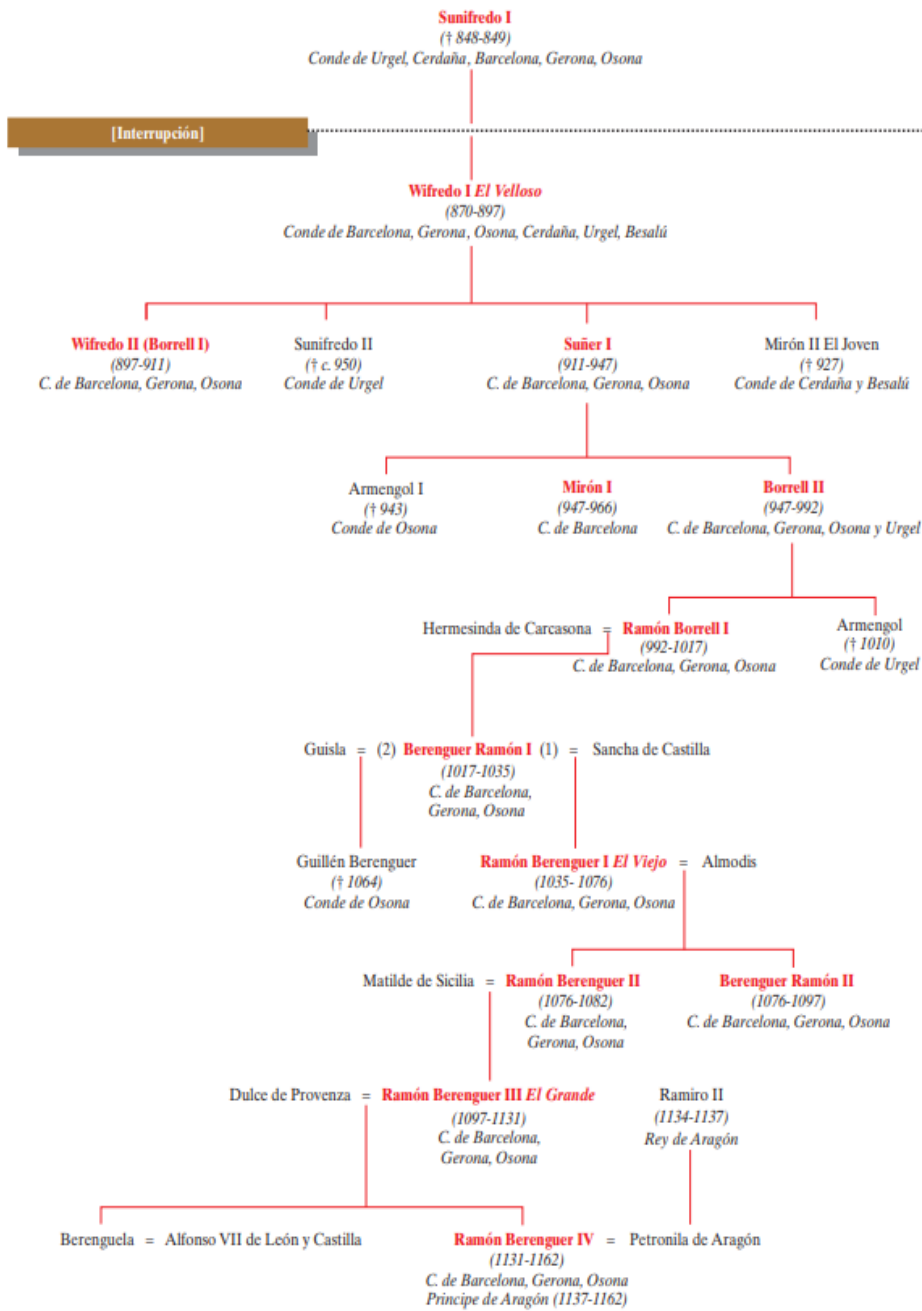 Sunifredo I
(† 848-849)
Conde de Urgel, Cerdaña, Barcelona, Gerona, Osona
[Interrupción]
Wifredo I El Velloso
(870-897)
Conde de Barcelona, Gerona, Osona, Cerdaña, Urgel, Besalú
Wifredo II (Borrell I)
(897-911)
C. de Barcelona, Gerona, Osona
Sunifredo II
(† c. 950)
Conde de Urgel
Suñer I
(911-947)
C. de Barcelona, Gerona, Osona
Mirón II El Joven
(† 927)
Conde de Cerdaña y Besalú
Armengol I
(† 943)
Conde de Osona
Mirón I
(947-966)
C. de Barcelona
Borrell II
(947-992)
C. de Barcelona, Gerona, Osona y Urgel
Hermesinda de Carcasona = Ramón Borrell I
(992-1017)
C. de Barcelona, Gerona, Osona
Armengol
(† 1010)
Conde de Urgel
Guisla = (2) Berenguer Ramón I (1) = Sancha de Castilla
(1017-1035)
C. de Barcelona,
Gerona, Osona
Guillén Berenguer
(† 1064)
Conde de Osona
Ramón Berenguer I El Viejo = Almodis
(1035- 1076)
C. de Barcelona, Gerona, Osona
Matilde de Sicilia = Ramón Berenguer II
(1076-1082)
C. de Barcelona,
Gerona, Osona
Berenguer Ramón II
(1076-1097)
C. de Barcelona, Gerona, Osona
Dulce de Provenza = Ramón Berenguer III El Grande
(1097-1131)
C. de Barcelona,
Gerona, Osona
Ramiro II
(1134-1137)
Rey de Aragón
Berenguela = Alfonso VII de León y Castilla
Ramón Berenguer IV = Petronila de Aragón
(1131-1162)
C. de Barcelona, Gerona, Osona
Principe de Aragón (1137-1162)